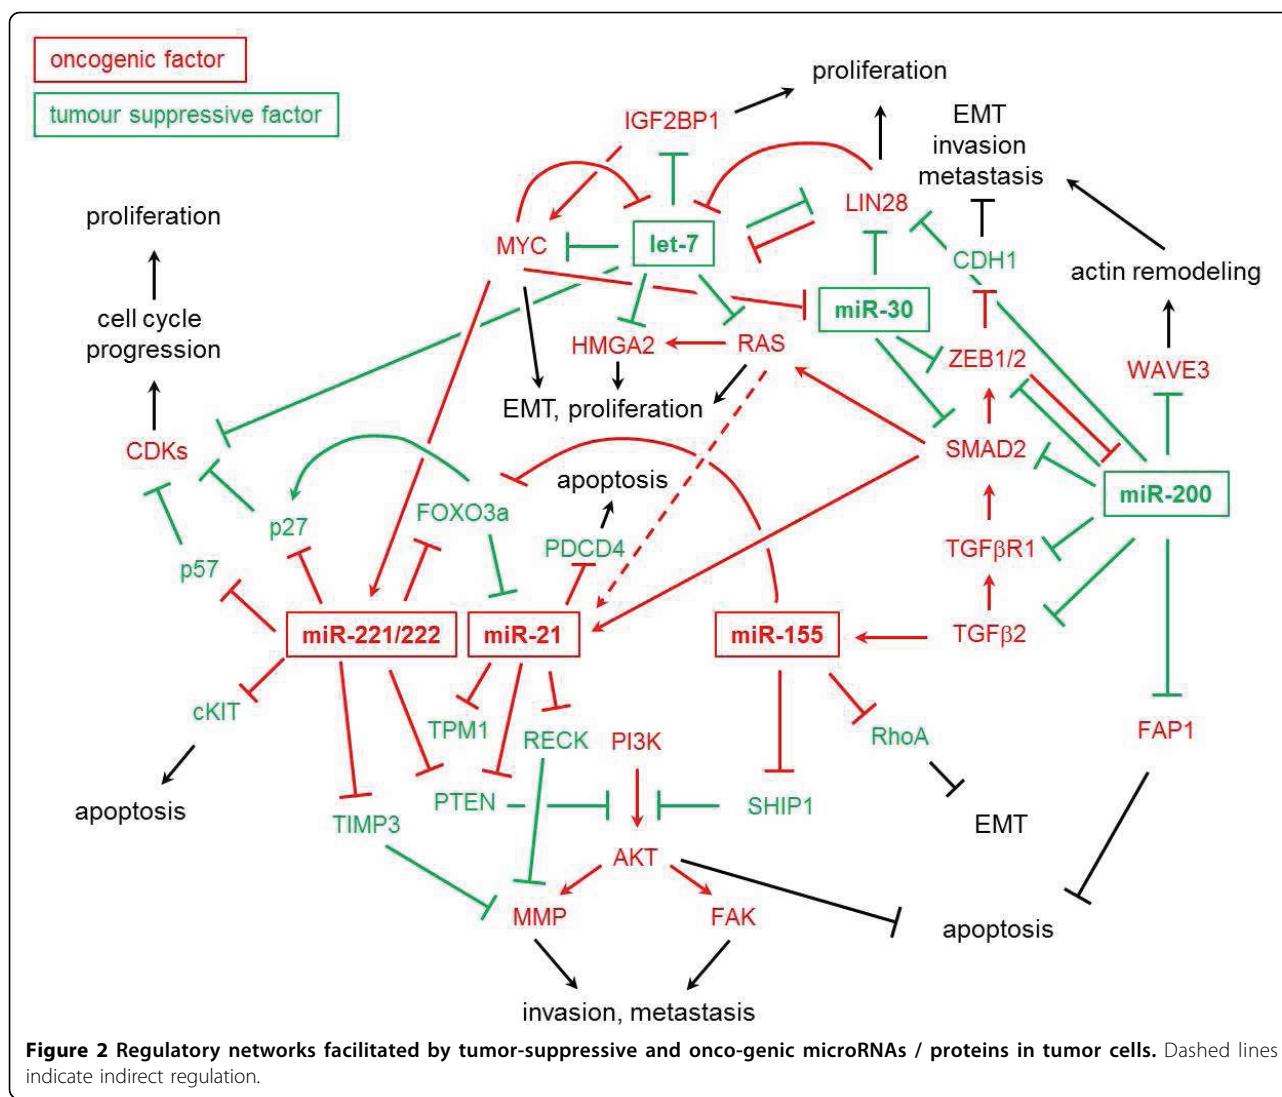 oncogenic factor
tumour suppressive factor
proliferation
IGF2BP1
EMT
invasion
metastasis
proliferation
LIN28
MYC
let-7
CDH1
actin remodeling
miR-30
cell cycle
progression
HMGA2
RAS
ZEB1/2
WAVE3
EMT, proliferation
CDKs
SMAD2
apoptosis
miR-200
FOXO3a
p27
PDCD4
TGFβR1
p57
miR-221/222
miR-21
miR-155
TGFβ2
cKIT
TPM1
RECK
PI3K
RhoA
FAP1
apoptosis
PTEN
SHIP1
TIMP3
EMT
AKT
MMP
FAK
apoptosis
invasion, metastasis
Figure 2 Regulatory networks facilitated by tumor-suppressive and onco-genic microRNAs / proteins in tumor cells. Dashed lines
indicate indirect regulation.